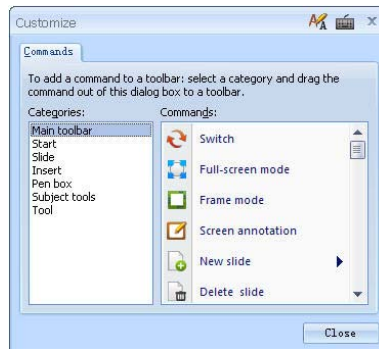 Customize
Commands
To add a command to a toolbar: select a category and drag the
command out of this dialog box to a toolbar.
Categories:
Commands:
Main toolbar
Start
Slide
Insert
Pen box
Subject tools
Tool
Switch
Full-screen mode
Frame mode
Screen annotation
New slide
Delete slide
Close